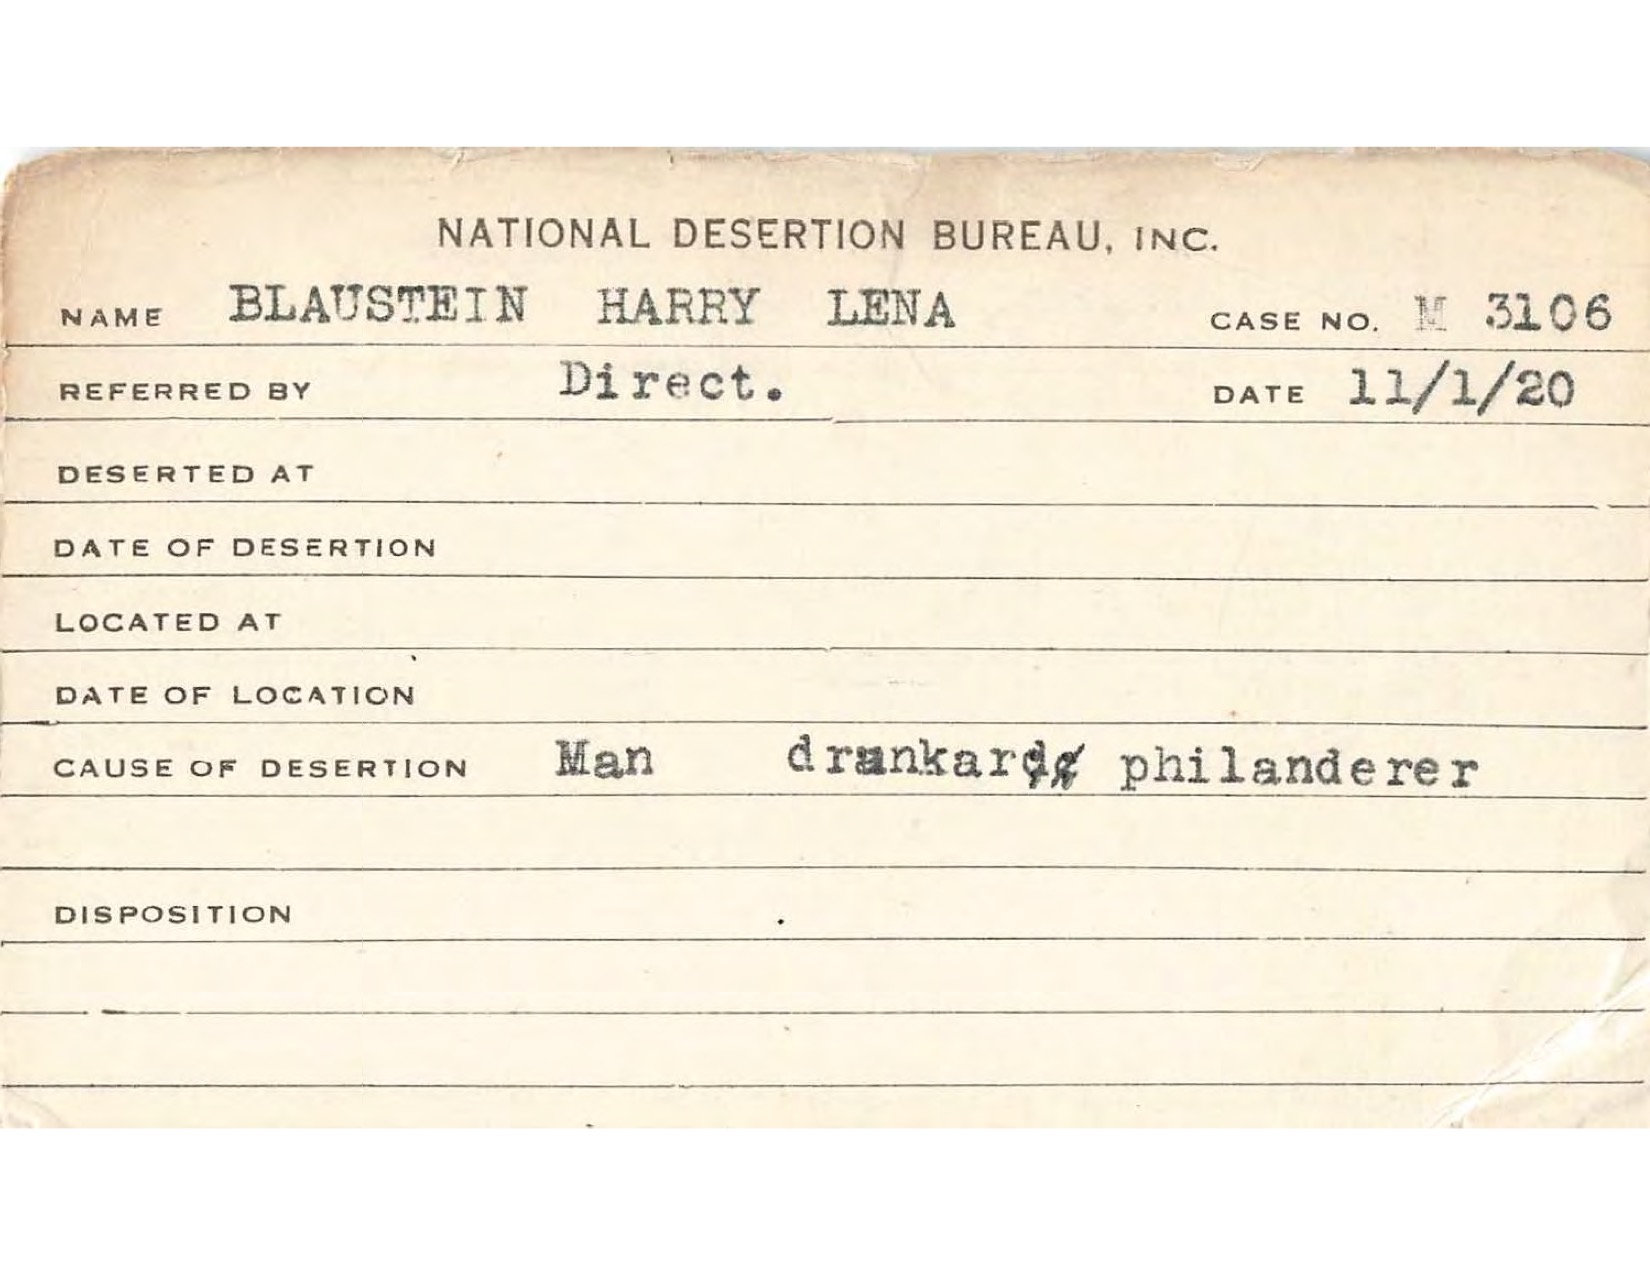 NATIONAL DESERTION BUREAU, INC.
NAME BLAUSTEIN HARRY LENA CASE NO. M 3106
REFERRED BY Direct. DATE 11/1/20
DESERTED AT
DATE OF DESERTION
LOCATED AT
DATE OF LOCATION
CAUSE OF DESERTION Man drunkard, philanderer
DISPOSITION